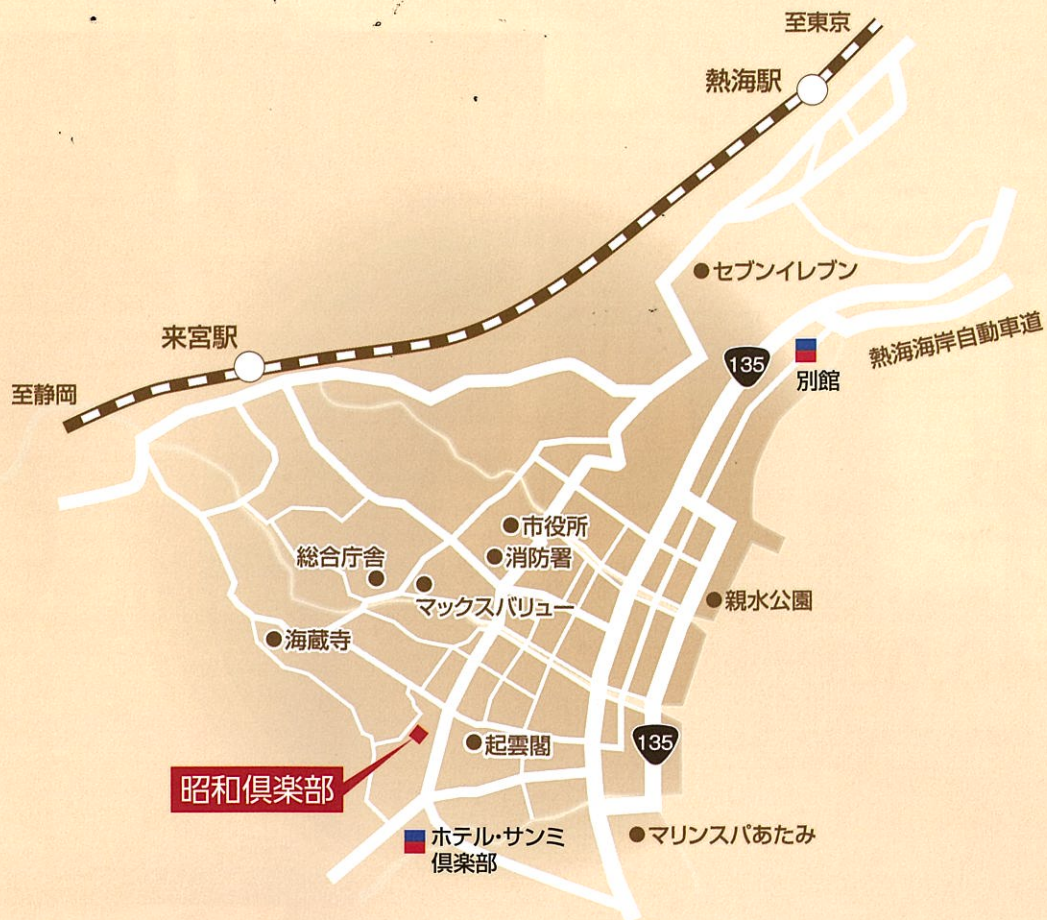 至東京
熱海駅
セブンイレブン
来宮駅
熱海海岸自動車道
135
別館
至静岡
市役所
消防署
総合庁舎
マックスバリュー
親水公園
海蔵寺
起雲閣
135
昭和倶楽部
ホテル・サンミ
倶楽部
マリンスパあたみ